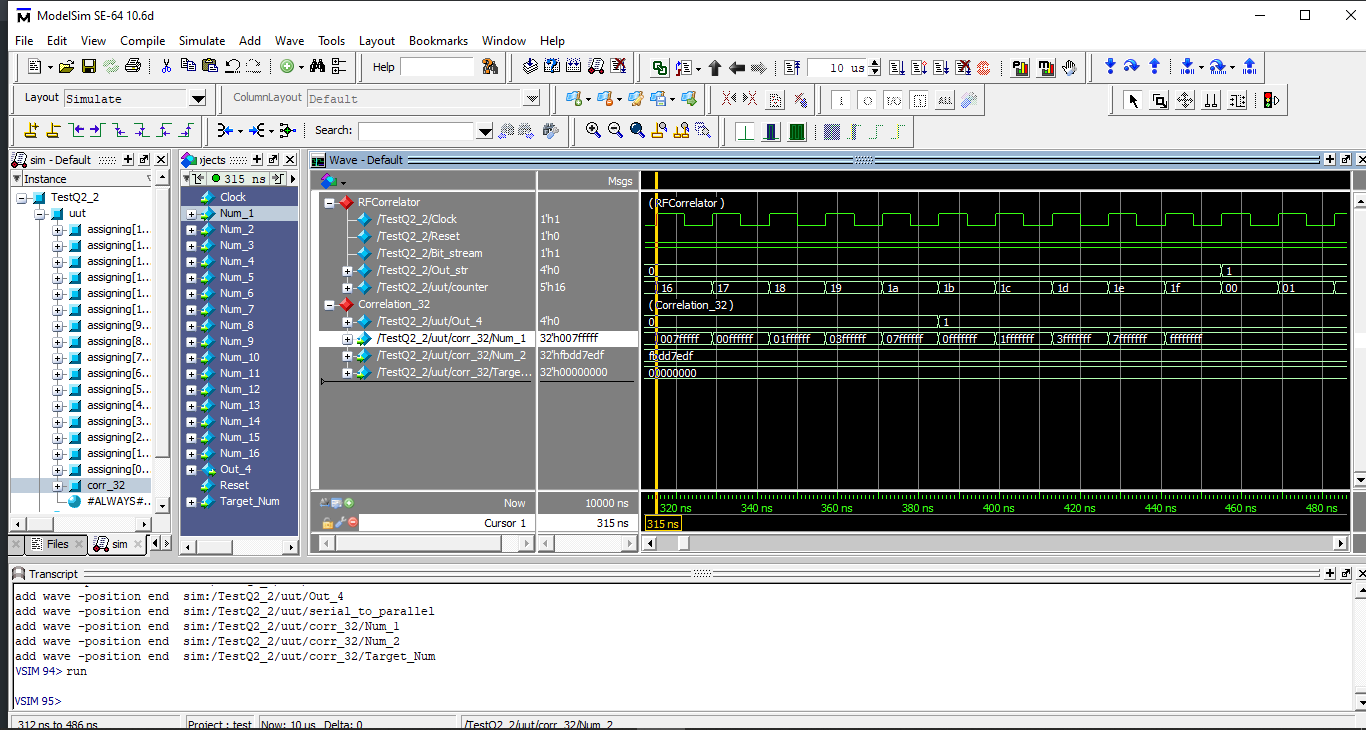 ModelSim SE-64 10.6d
File Edit View Compile Simulate Add Wave Tools Layout Bookmarks Window Help
Help 10 us
Layout Simulate ColumnLayout Default
ALL
Search:
sim - Default
Instance
TestQ2_2
uut
assigning[1...
assigning[1...
assigning[1...
assigning[1...
assigning[1...
assigning[1...
assigning[9...
assigning[8...
assigning[7...
assigning[6...
assigning[5...
assigning[4...
assigning[3...
assigning[2...
assigning[1...
assigning[0...
corr_32
#ALWAYS#...
Files sim
jects
315 ns
Clock
Num_1
Num_2
Num_3
Num_4
Num_5
Num_6
Num_7
Num_8
Num_9
Num_10
Num_11
Num_12
Num_13
Num_14
Num_15
Num_16
Out_4
Reset
Target_Num
Wave - Default
Msgs
RFCorrelator (RFCorrelator )
/TestQ2_2/Clock 1'h1
/TestQ2_2/Reset 1'h0
/TestQ2_2/Bit_stream 1'h1
/TestQ2_2/Out_str 4'h0 0 1
/TestQ2_2/uut/counter 5'h16 16 17 18 19 1a 1b 1c 1d 1e 1f 00 01
Correlation_32 (Correlation_32 )
/TestQ2_2/uut/Out_4 4'h0 0 1
/TestQ2_2/uut/corr_32/Num_1 32'h007fffff 007fffff 00ffffff 01ffffff 03ffffff 07ffffff 0fffffff 1fffffff 3fffffff 7fffffff ffffffff
/TestQ2_2/uut/corr_32/Num_2 32'hfbdd7edf fbdd7edf
/TestQ2_2/uut/corr_32/Targe... 32'h00000000 00000000
Now 10000 ns 320 ns 340 ns 360 ns 380 ns 400 ns 420 ns 440 ns 460 ns 480 ns
Cursor 1 315 ns 315 ns
Transcript
add wave -position end sim:/TestQ2_2/uut/Out_4
add wave -position end sim:/TestQ2_2/uut/serial_to_parallel
add wave -position end sim:/TestQ2_2/uut/corr_32/Num_1
add wave -position end sim:/TestQ2_2/uut/corr_32/Num_2
add wave -position end sim:/TestQ2_2/uut/corr_32/Target_Num
VSIM 94> run
VSIM 95>
312 ns to 486 ns Project : test Now: 10 us Delta: 0 /TestQ2_2/uut/corr_32/Num_2